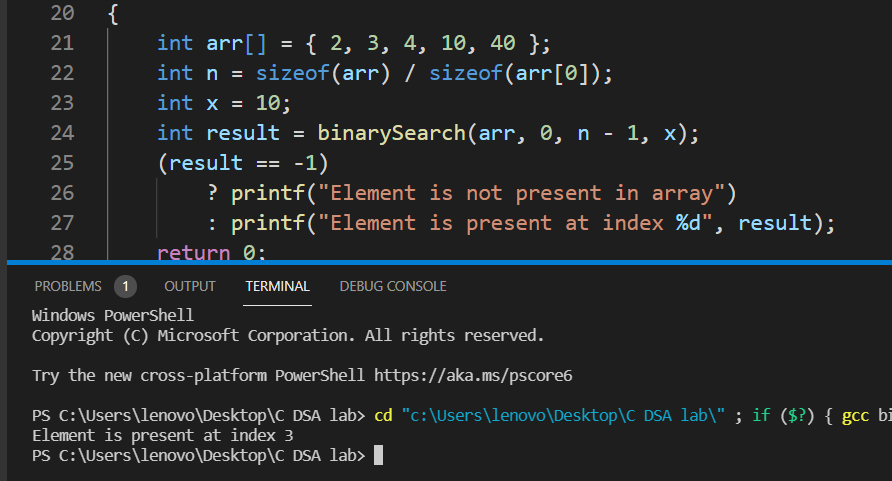 20 {
21 int arr[] = { 2, 3, 4, 10, 40 };
22 int n = sizeof(arr) / sizeof(arr[0]);
23 int x = 10;
24 int result = binarySearch(arr, 0, n - 1, x);
25 (result == -1)
26 ? printf("Element is not present in array")
27 : printf("Element is present at index %d", result);
28 return 0;
PROBLEMS 1 OUTPUT TERMINAL DEBUG CONSOLE
Windows PowerShell
Copyright (C) Microsoft Corporation. All rights reserved.
Try the new cross-platform PowerShell https://aka.ms/pscore6
PS C:\Users\lenovo\Desktop\C DSA lab> cd "c:\Users\lenovo\Desktop\C DSA lab\" ; if ($?) { gcc bi
Element is present at index 3
PS C:\Users\lenovo\Desktop\C DSA lab>